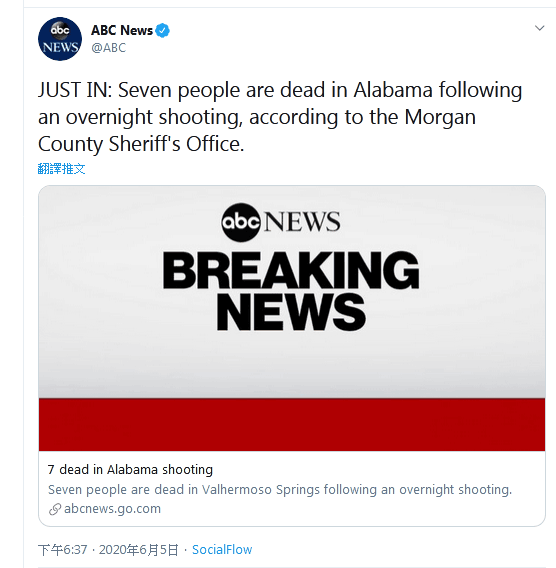 ABC News
@ABC
JUST IN: Seven people are dead in Alabama following
an overnight shooting, according to the Morgan
County Sheriff's Office.
翻譯推文
abc NEWS
BREAKING
NEWS
7 dead in Alabama shooting
Seven people are dead in Valhermoso Springs following an overnight shooting.
abcnews.go.com
下午6:37 · 2020年6月5日 · SocialFlow